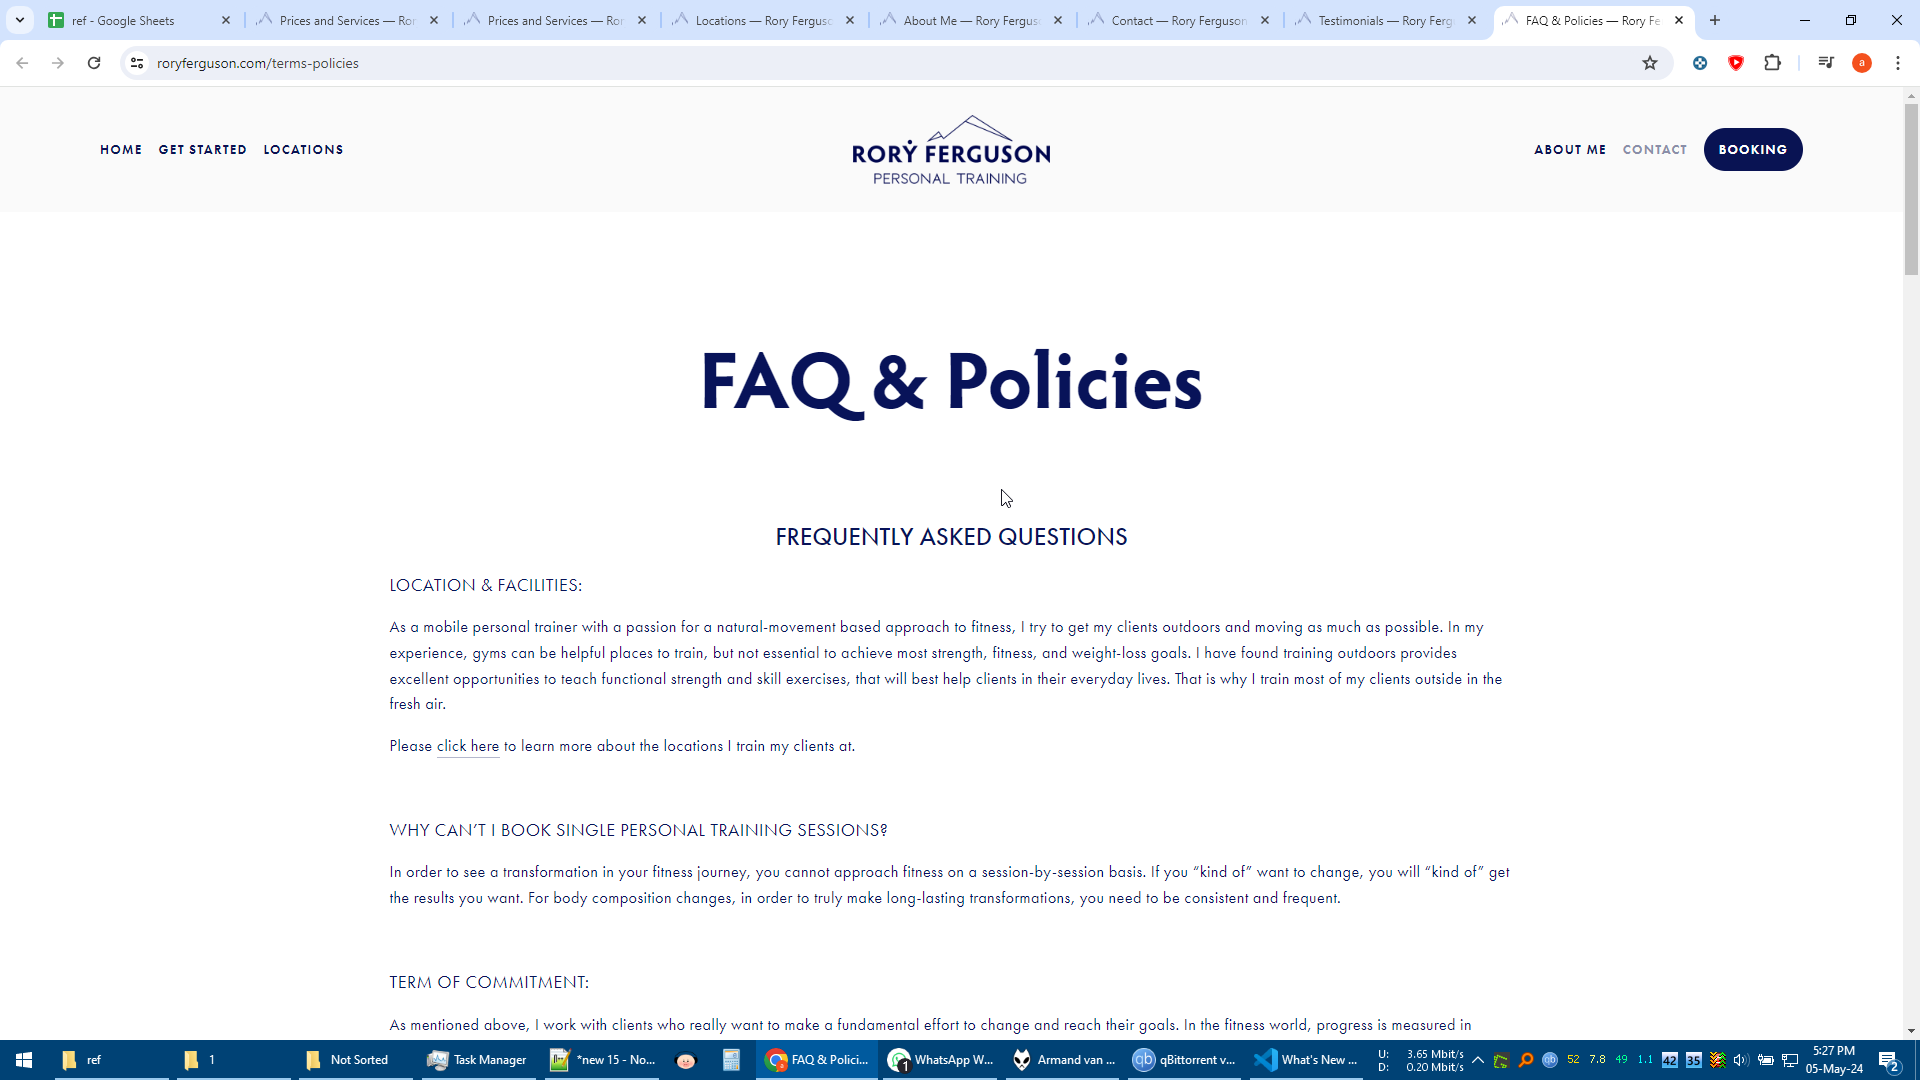 ref - Google Sheets
Prices and Services — Ror
Prices and Services — Ror
Locations — Rory Ferguso
About Me — Rory Fergus
Contact — Rory Ferguson
Testimonials — Rory Ferg
FAQ & Policies — Rory Fe
roryferguson.com/terms-policies
a
HOME GET STARTED LOCATIONS
RORY FERGUSON
PERSONAL TRAINING
ABOUT ME CONTACT BOOKING
FAQ & Policies
FREQUENTLY ASKED QUESTIONS
LOCATION & FACILITIES:
As a mobile personal trainer with a passion for a natural-movement based approach to fitness, I try to get my clients outdoors and moving as much as possible. In my
experience, gyms can be helpful places to train, but not essential to achieve most strength, fitness, and weight-loss goals. I have found training outdoors provides
excellent opportunities to teach functional strength and skill exercises, that will best help clients in their everyday lives. That is why I train most of my clients outside in the
fresh air.
Please click here to learn more about the locations I train my clients at.
WHY CAN’T I BOOK SINGLE PERSONAL TRAINING SESSIONS?
In order to see a transformation in your fitness journey, you cannot approach fitness on a session-by-session basis. If you “kind of” want to change, you will “kind of” get
the results you want. For body composition changes, in order to truly make long-lasting transformations, you need to be consistent and frequent.
TERM OF COMMITMENT:
As mentioned above, I work with clients who really want to make a fundamental effort to change and reach their goals. In the fitness world, progress is measured in
ref
1
Not Sorted
Task Manager
*new 15 - No...
FAQ & Polici...
1
WhatsApp W...
Armand van ...
qb
qBittorrent v...
What's New ...
U: 3.65 Mbit/s
D: 0.20 Mbit/s
qb
52 7.8 49 1.1 42 35
5:27 PM
05-May-24
2